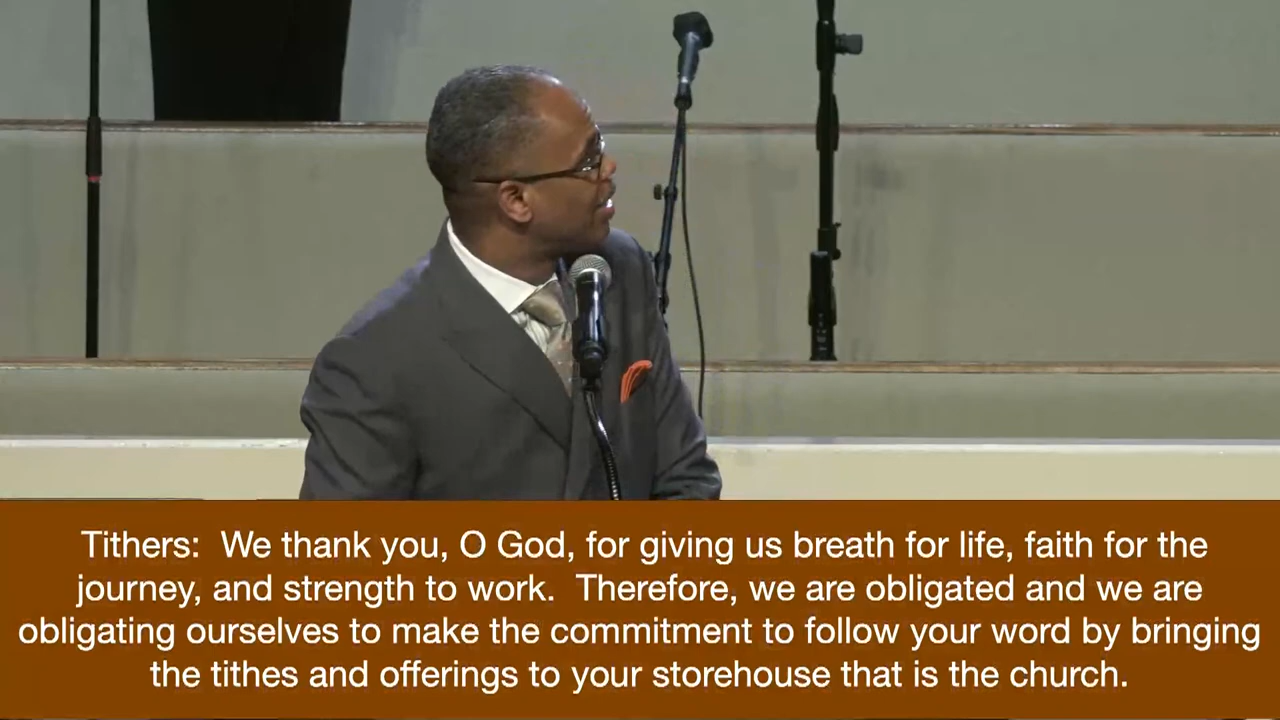 Tithers:  We thank you, O God, for giving us breath for life, faith for the
journey, and strength to work.  Therefore, we are obligated and we are
obligating ourselves to make the commitment to follow your word by bringing
the tithes and offerings to your storehouse that is the church.